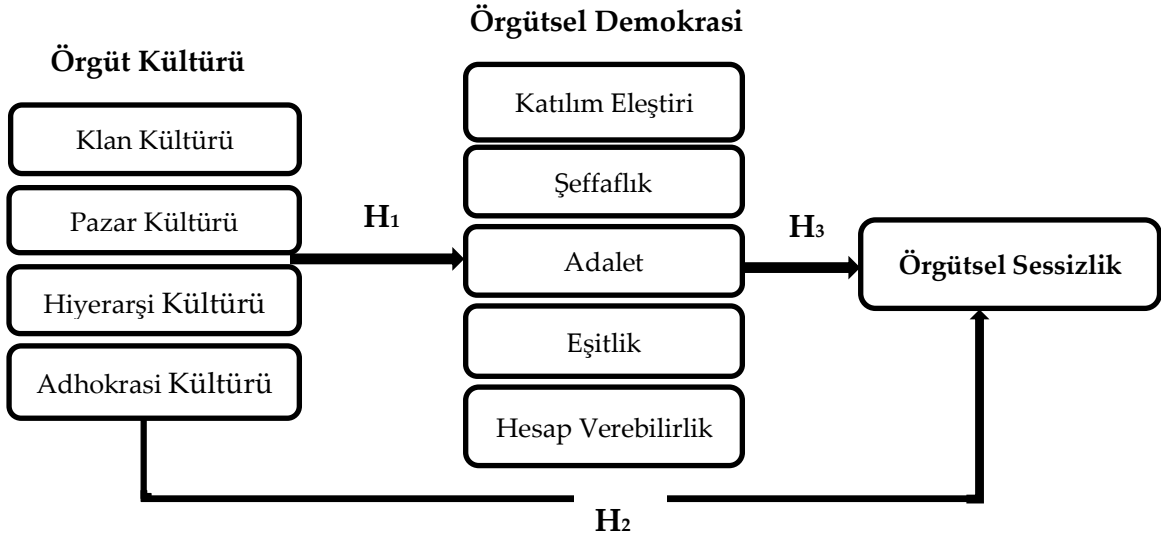 Örgüt Kültürü
Klan Kültürü
Pazar Kültürü
Hiyerarşi Kültürü
Adhokrasi Kültürü
H1
Örgütsel Demokrasi
Katılım Eleştiri
Şeffaflık
Adalet
Eşitlik
Hesap Verebilirlik
H3
Örgütsel Sessizlik
H2